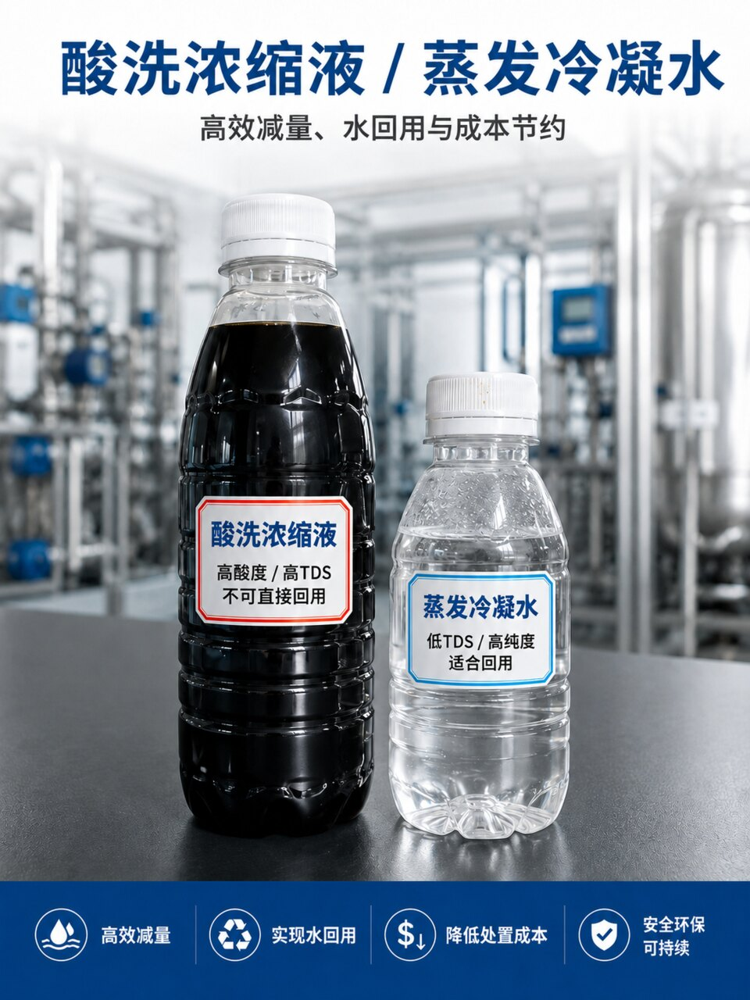 酸洗浓缩液 / 蒸发冷凝水
高效减量、水回用与成本节约
酸洗浓缩液
高酸度 / 高TDS
不可直接回用
蒸发冷凝水
低TDS / 高纯度
适合回用
高效减量
实现水回用
降低处置成本
安全环保
可持续